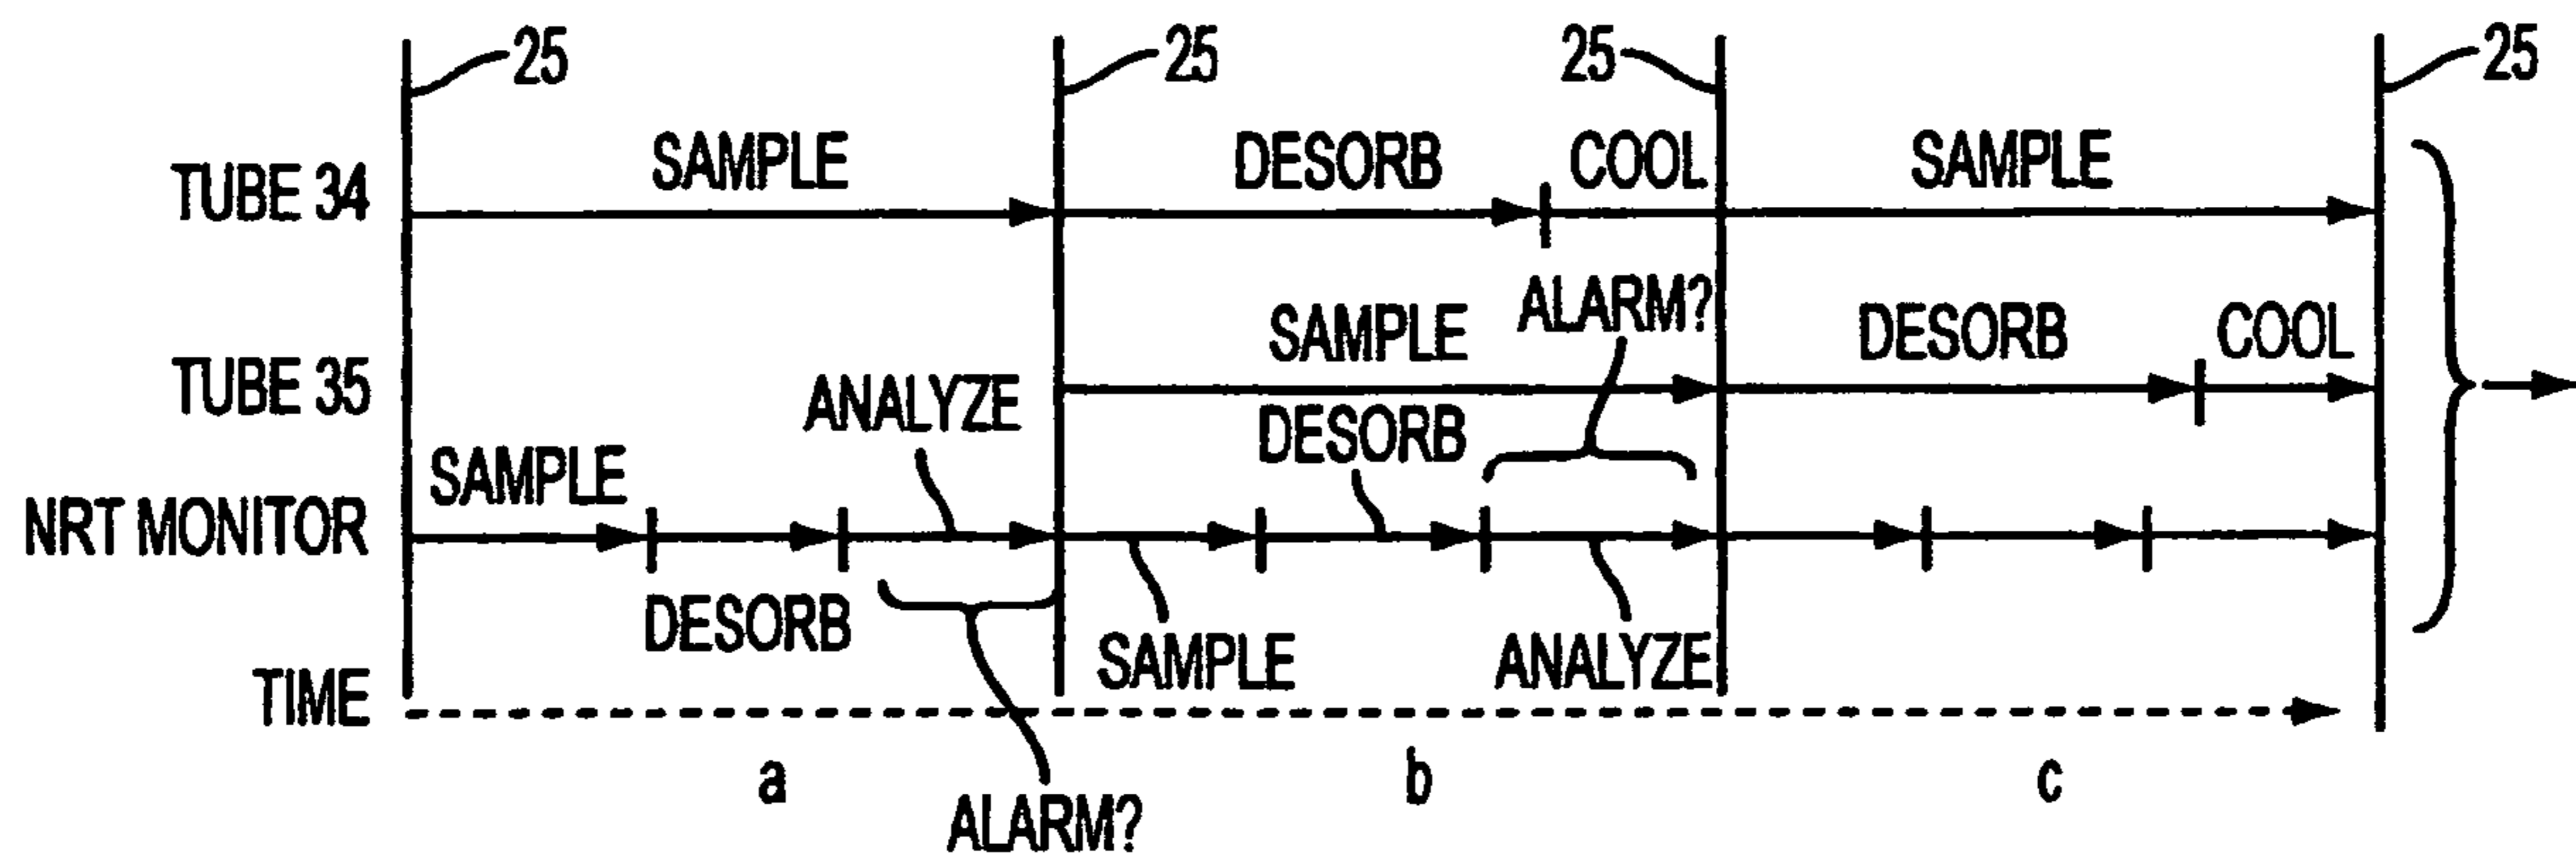 25 25 25 25
TUBE 34 SAMPLE DESORB COOL SAMPLE
ALARM?
TUBE 35 SAMPLE DESORB COOL
ANALYZE DESORB
SAMPLE
NRT MONITOR
DESORB
SAMPLE ANALYZE
TIME
a b c
ALARM?